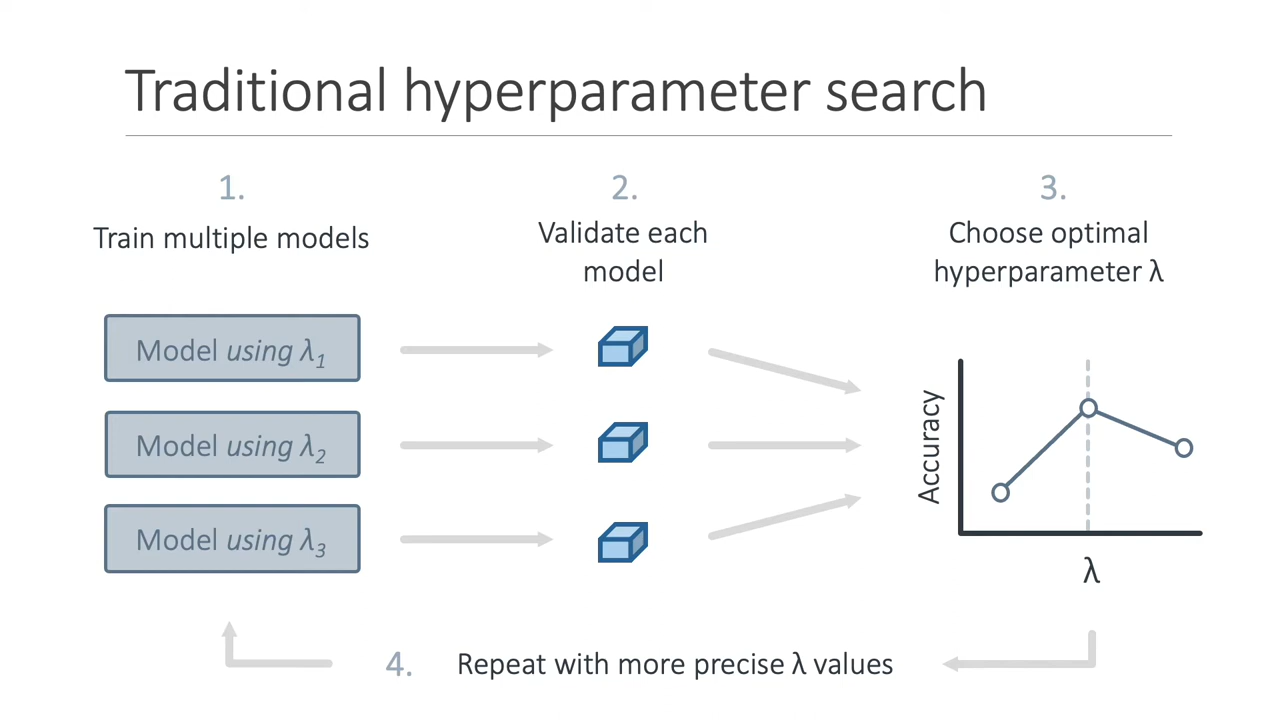 Traditional hyperparameter search
1.
Train multiple models
2.
Validate each
model
3.
Choose optimal
hyperparameter λ
Model using λ₁
Model using λ₂
Model using λ₃
Accuracy
λ
4.
Repeat with more precise λ values